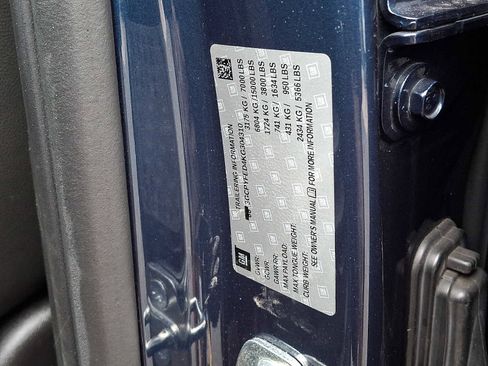 GM
TRAILERING INFORMATION
3GCPYFED4KG304310
GVWR: 3175 KG / 7000 LBS
GCWR: 6804 KG / 15000 LBS
GAWR RR: 1724 KG / 3800 LBS
MAX PAYLOAD: 741 KG / 1634 LBS
MAX TONGUE WEIGHT: 431 KG / 950 LBS
CURB WEIGHT: 2434 KG / 5366 LBS
SEE OWNER'S MANUAL FOR MORE INFORMATION